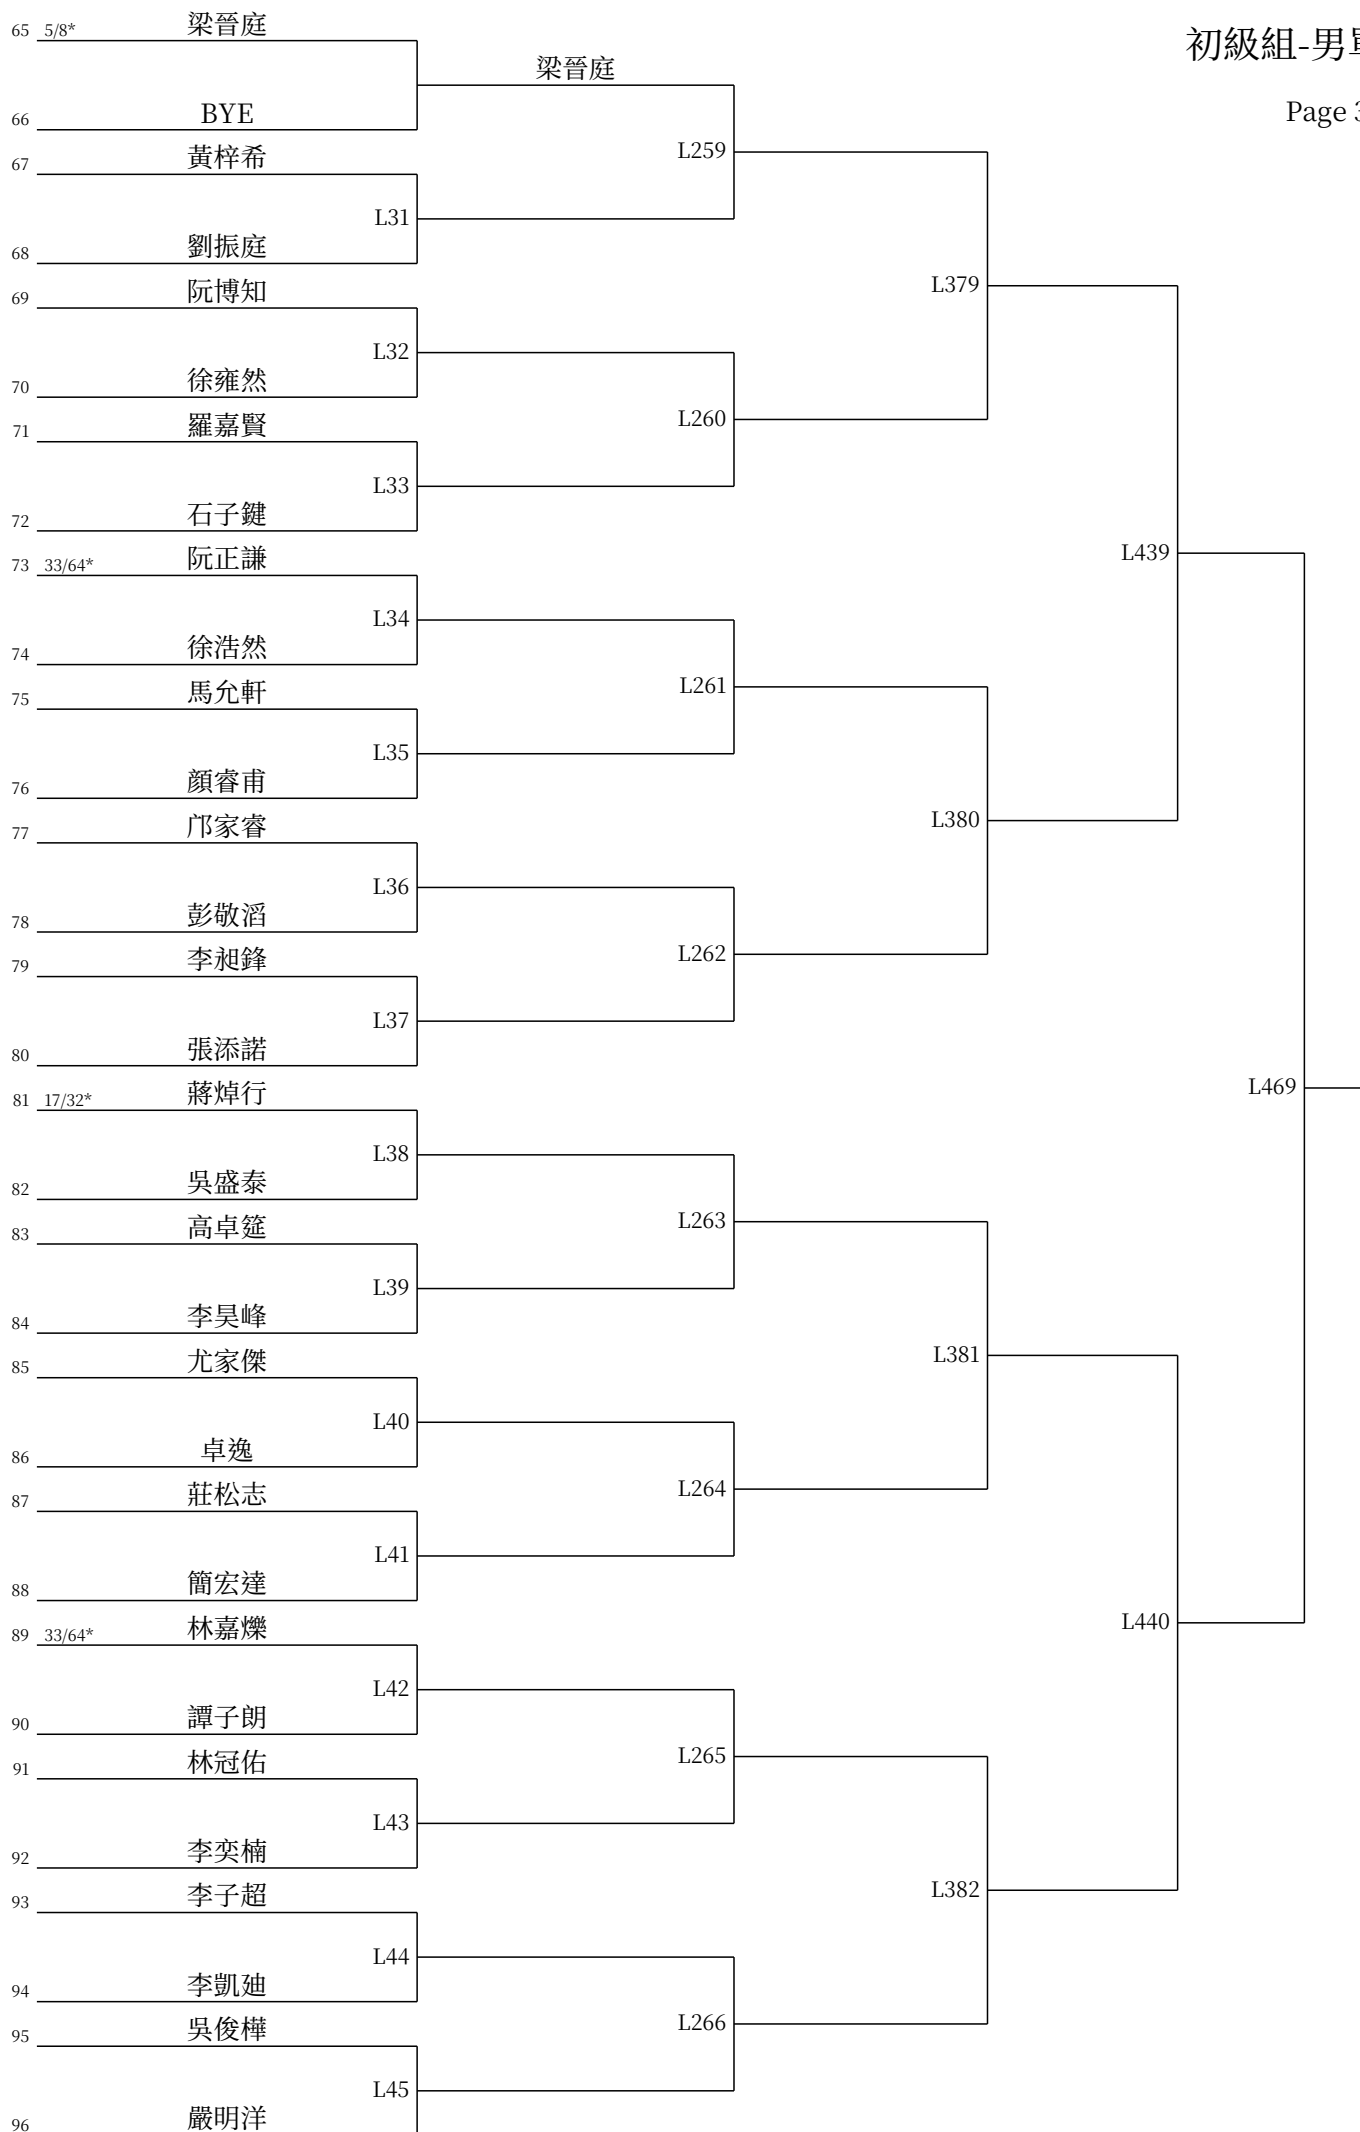 65 5/8* 梁晉庭
初級組-男單
梁晉庭
Page 3
66 BYE
67 黃梓希
L259
L31
68 劉振庭
69 阮博知
L379
L32
70 徐雍然
71 羅嘉賢
L260
L33
72 石子鍵
73 33/64* 阮正謙
L439
L34
74 徐浩然
75 馬允軒
L261
L35
76 顏睿甫
77 邝家睿
L380
L36
78 彭敬滔
79 李昶鋒
L262
L37
80 張添諾
81 17/32* 蔣焯行
L469
L38
82 吳盛泰
83 高卓筵
L263
L39
84 李昊峰
85 尤家傑
L381
L40
86 卓逸
87 莊松志
L264
L41
88 簡宏達
89 33/64* 林嘉爍
L440
L42
90 譚子朗
91 林冠佑
L265
L43
92 李奕楠
93 李子超
L382
L44
94 李凱廸
95 吳俊樺
L266
L45
96 嚴明洋